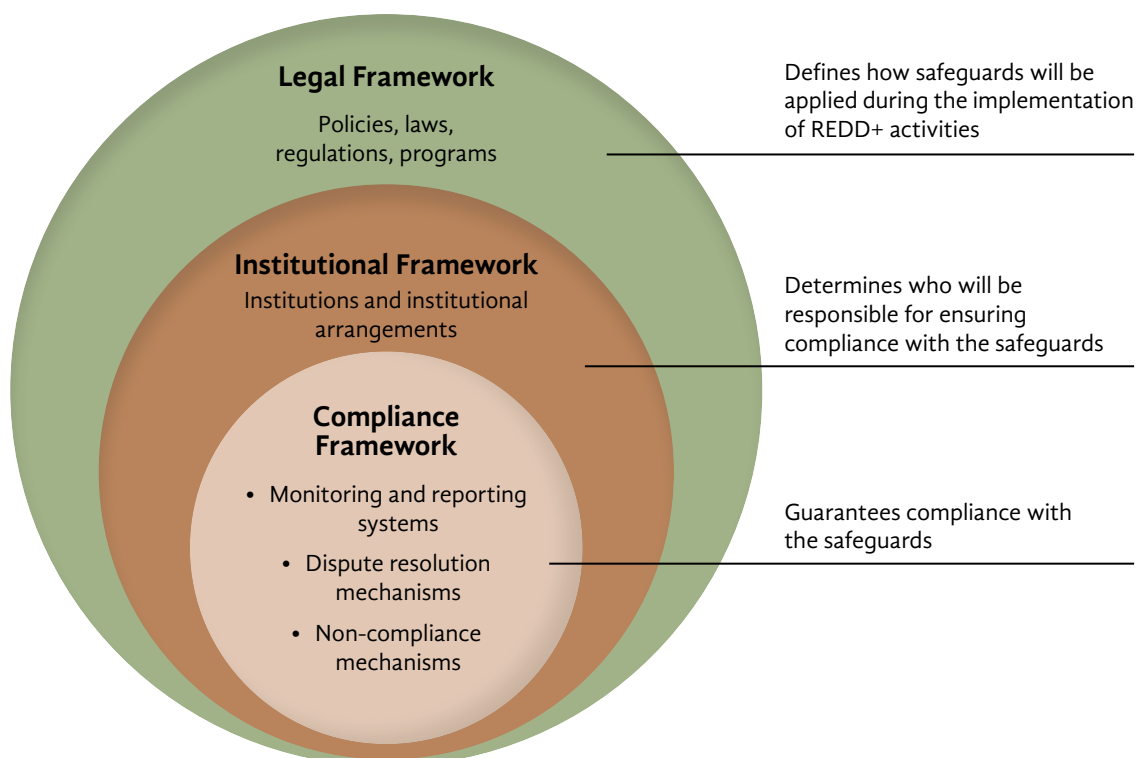 Legal Framework
Policies, laws,
regulations, programs
Defines how safeguards will be
applied during the implementation
of REDD+ activities
Institutional Framework
Institutions and institutional
arrangements
Determines who will be
responsible for ensuring
compliance with the safeguards
Compliance
Framework
• Monitoring and reporting
systems
• Dispute resolution
mechanisms
• Non-compliance
mechanisms
Guarantees compliance with
the safeguards